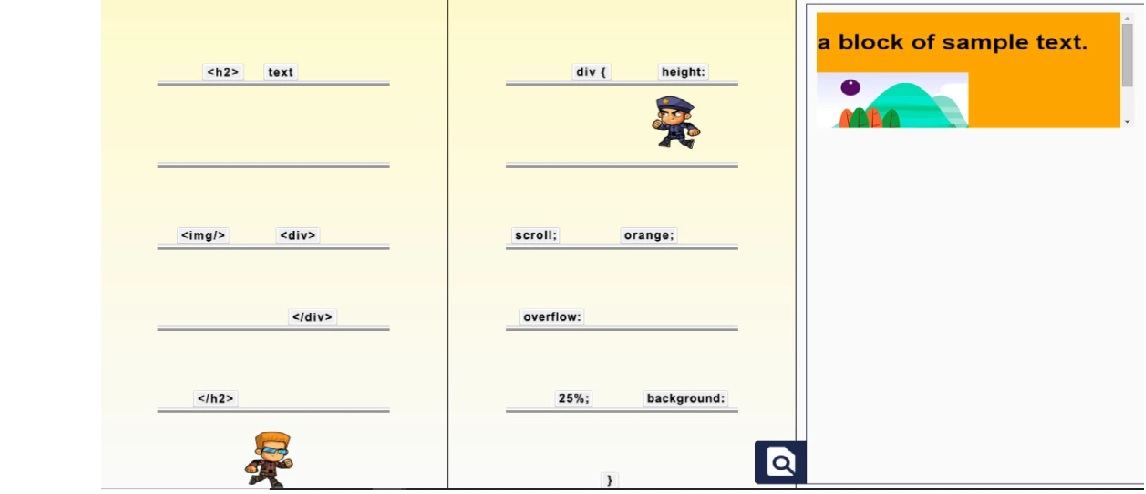 <h2> text
<img/> <div>
</div>
</h2>
div { height:
scroll; orange;
overflow:
25%; background:
}
a block of sample text.